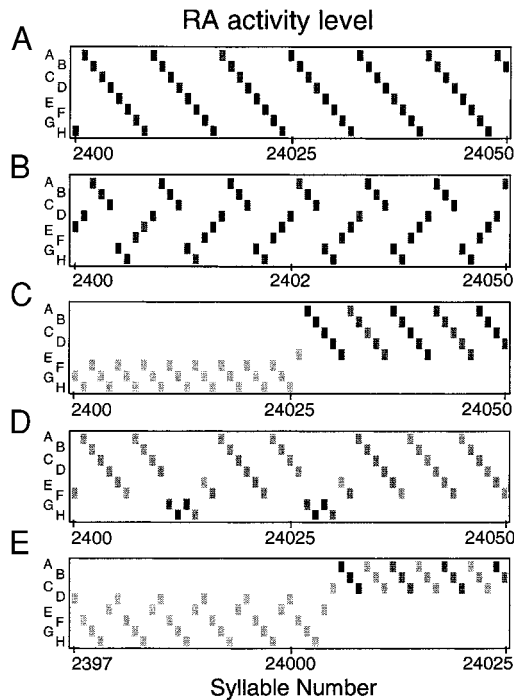 RA activity level
A
A
B
C
D
E
F
G
H
2400 24025 24050
B
A
B
C
D
E
F
G
H
2400 2402 24050
C
A
B
C
D
E
F
G
H
2400 24025 24050
D
A
B
C
D
E
F
G
H
2400 24025 24050
E
A
B
C
D
E
F
G
H
2397 24000 24025
Syllable Number